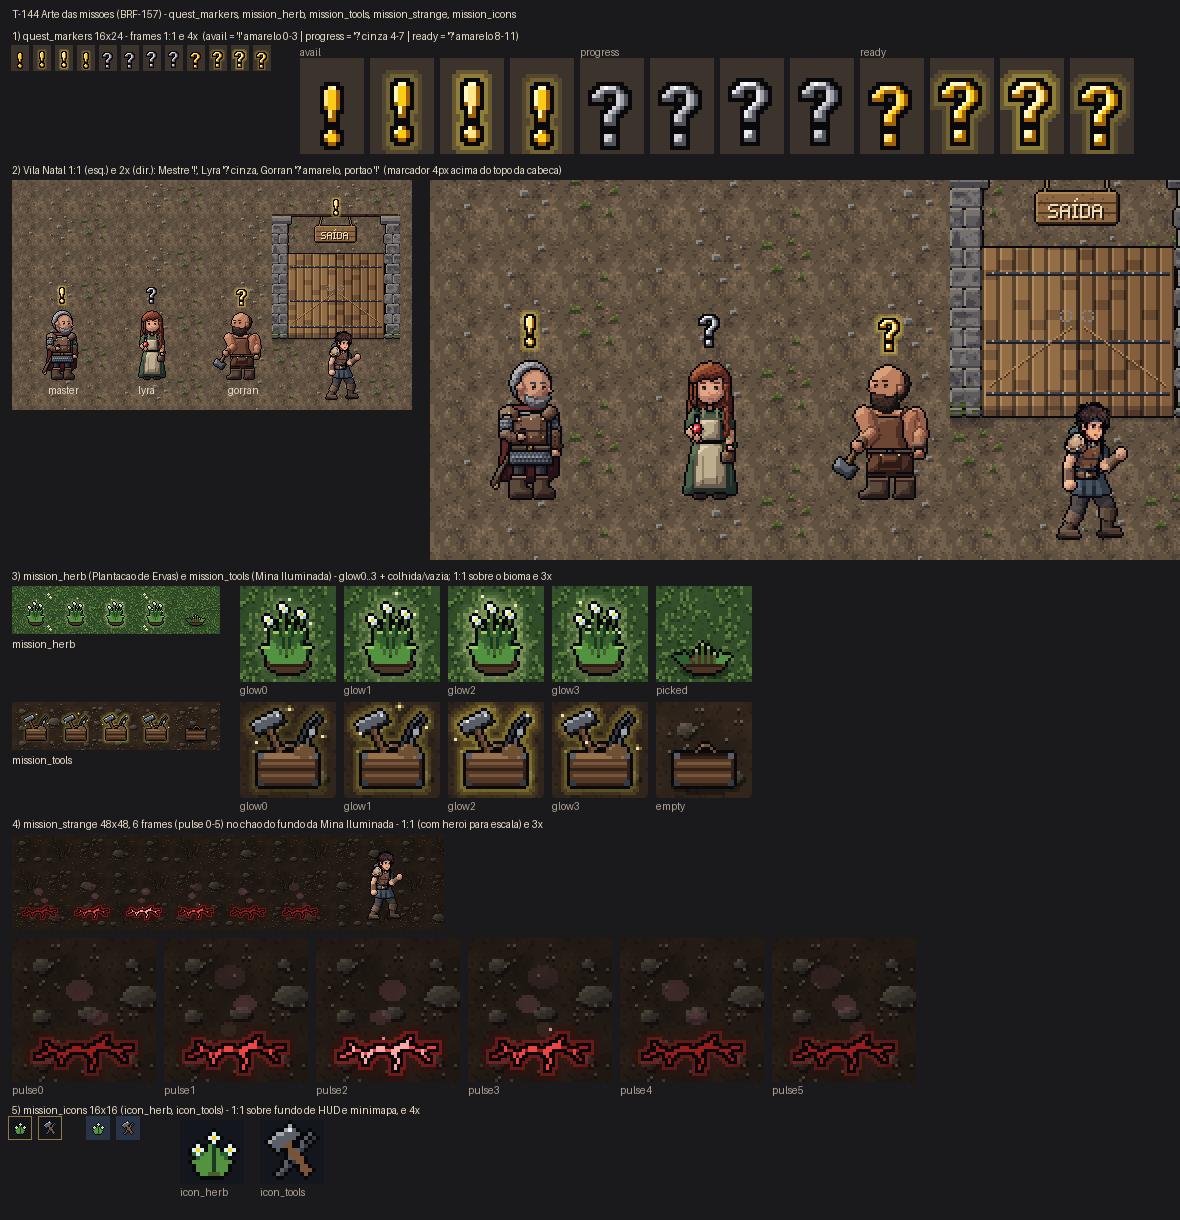 T-144 Arte das missoes (BRF-157) - quest_markers, mission_herb, mission_tools, mission_strange, mission_icons
1) quest_markers 16x24 - frames 1:1 e 4x (avail = '!' amarelo 0-3 | progress = '?' cinza 4-7 | ready = '?' amarelo 8-11)
avail progress ready
2) Vila Natal 1:1 (esq.) e 2x (dir.): Mestre '!', Lyra '?' cinza, Gorran '?' amarelo, portao '!' (marcador 4px acima do topo da cabeca)
SAÍDA
SAÍDA
master lyra gorran
3) mission_herb (Plantacao de Ervas) e mission_tools (Mina Iluminada) - glow0..3 + colhida/vazia; 1:1 sobre o bioma e 3x
mission_herb
glow0 glow1 glow2 glow3 picked
mission_tools
glow0 glow1 glow2 glow3 empty
4) mission_strange 48x48, 6 frames (pulse 0-5) no chao do fundo da Mina Iluminada - 1:1 (com heroi para escala) e 3x
pulse0 pulse1 pulse2 pulse3 pulse4 pulse5
5) mission_icons 16x16 (icon_herb, icon_tools) - 1:1 sobre fundo de HUD e minimapa, e 4x
icon_herb icon_tools